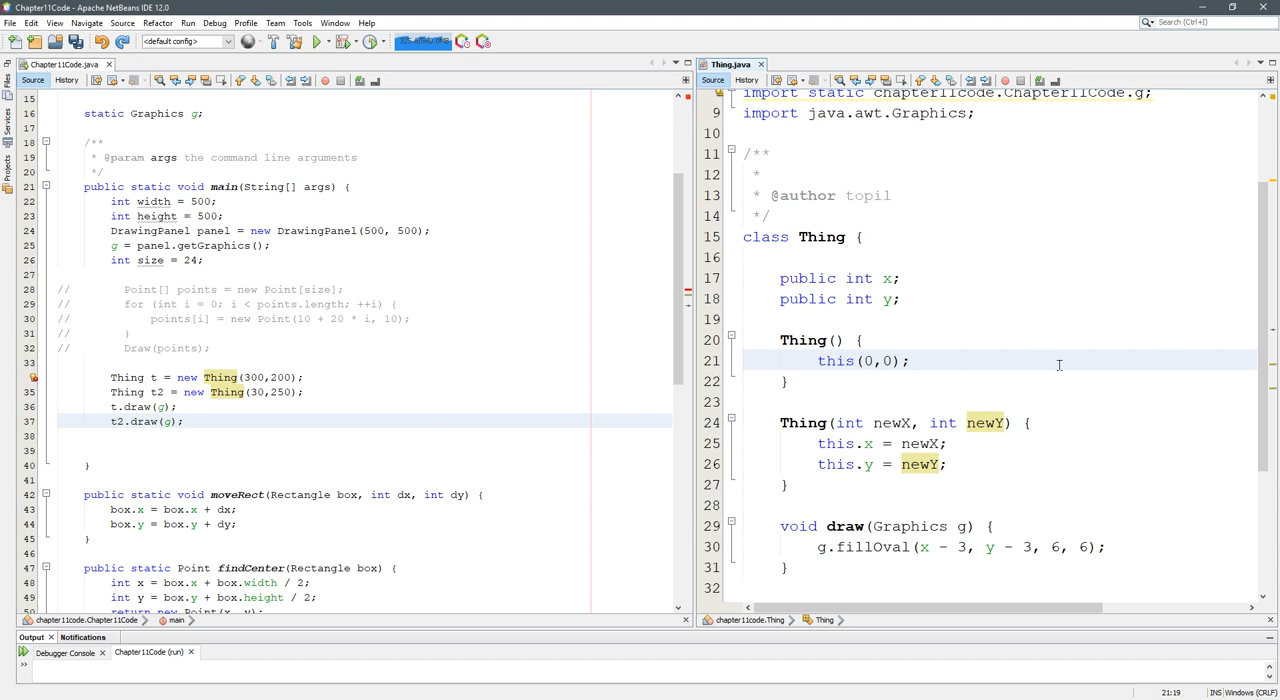 Chapter11Code - Apache NetBeans IDE 12.0
File Edit View Navigate Source Refactor Run Debug Profile Team Tools Window Help
Search (Ctrl+I)
<default config>
Chapter11Code.java
Source History
15
16 static Graphics g;
17
18 /**
19 * @param args the command line arguments
20 */
21 public static void main(String[] args) {
22 int width = 500;
23 int height = 500;
24 DrawingPanel panel = new DrawingPanel(500, 500);
25 g = panel.getGraphics();
26 int size = 24;
27
28 // Point[] points = new Point[size];
29 // for (int i = 0; i < points.length; ++i) {
30 // points[i] = new Point(10 + 20 * i, 10);
31 // }
32 // Draw(points);
33
Thing t = new Thing(300,200);
35 Thing t2 = new Thing(30,250);
36 t.draw(g);
37 t2.draw(g);
38
39
40 }
41
42 public static void moveRect(Rectangle box, int dx, int dy) {
43 box.x = box.x + dx;
44 box.y = box.y + dy;
45 }
46
47 public static Point findCenter(Rectangle box) {
48 int x = box.x + box.width / 2;
49 int y = box.y + box.height / 2;
50 return new Point(x, y);
chapter11code.Chapter11Code main
Files
Services
Projects
Thing.java
Source History
import static chapter11code.Chapter11Code.g;
9 import java.awt.Graphics;
10
11 /**
12 *
13 * @author topil
14 */
15 class Thing {
16
17 public int x;
18 public int y;
19
20 Thing() {
21 this(0,0);
22 }
23
24 Thing(int newX, int newY) {
25 this.x = newX;
26 this.y = newY;
27 }
28
29 void draw(Graphics g) {
30 g.fillOval(x - 3, y - 3, 6, 6);
31 }
32
chapter11code.Thing Thing
Output Notifications
Debugger Console Chapter11Code (run)
21:19 INS Windows (CRLF)